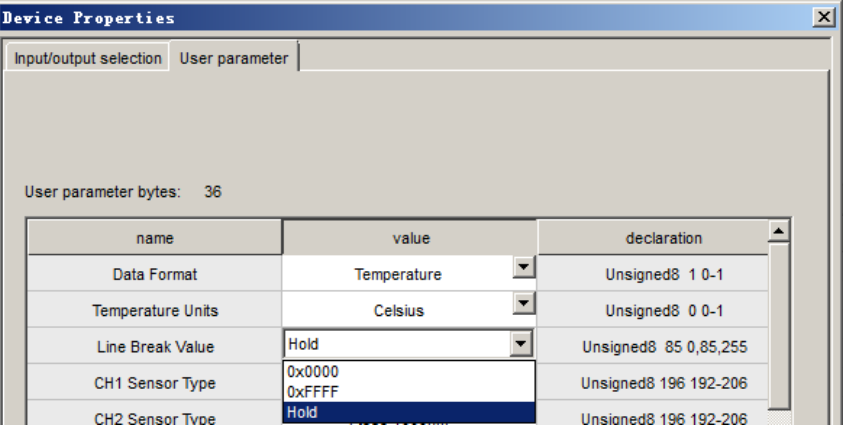 Device Properties
Input/output selection User parameter
User parameter bytes: 36
name value declaration
Data Format Temperature Unsigned8 1 0-1
Temperature Units Celsius Unsigned8 0 0-1
Line Break Value Hold Unsigned8 85 0,85,255
0x0000
CH1 Sensor Type Unsigned8 196 192-206
0xFFFF
Hold
CH2 Sensor Type Unsigned8 196 192-206